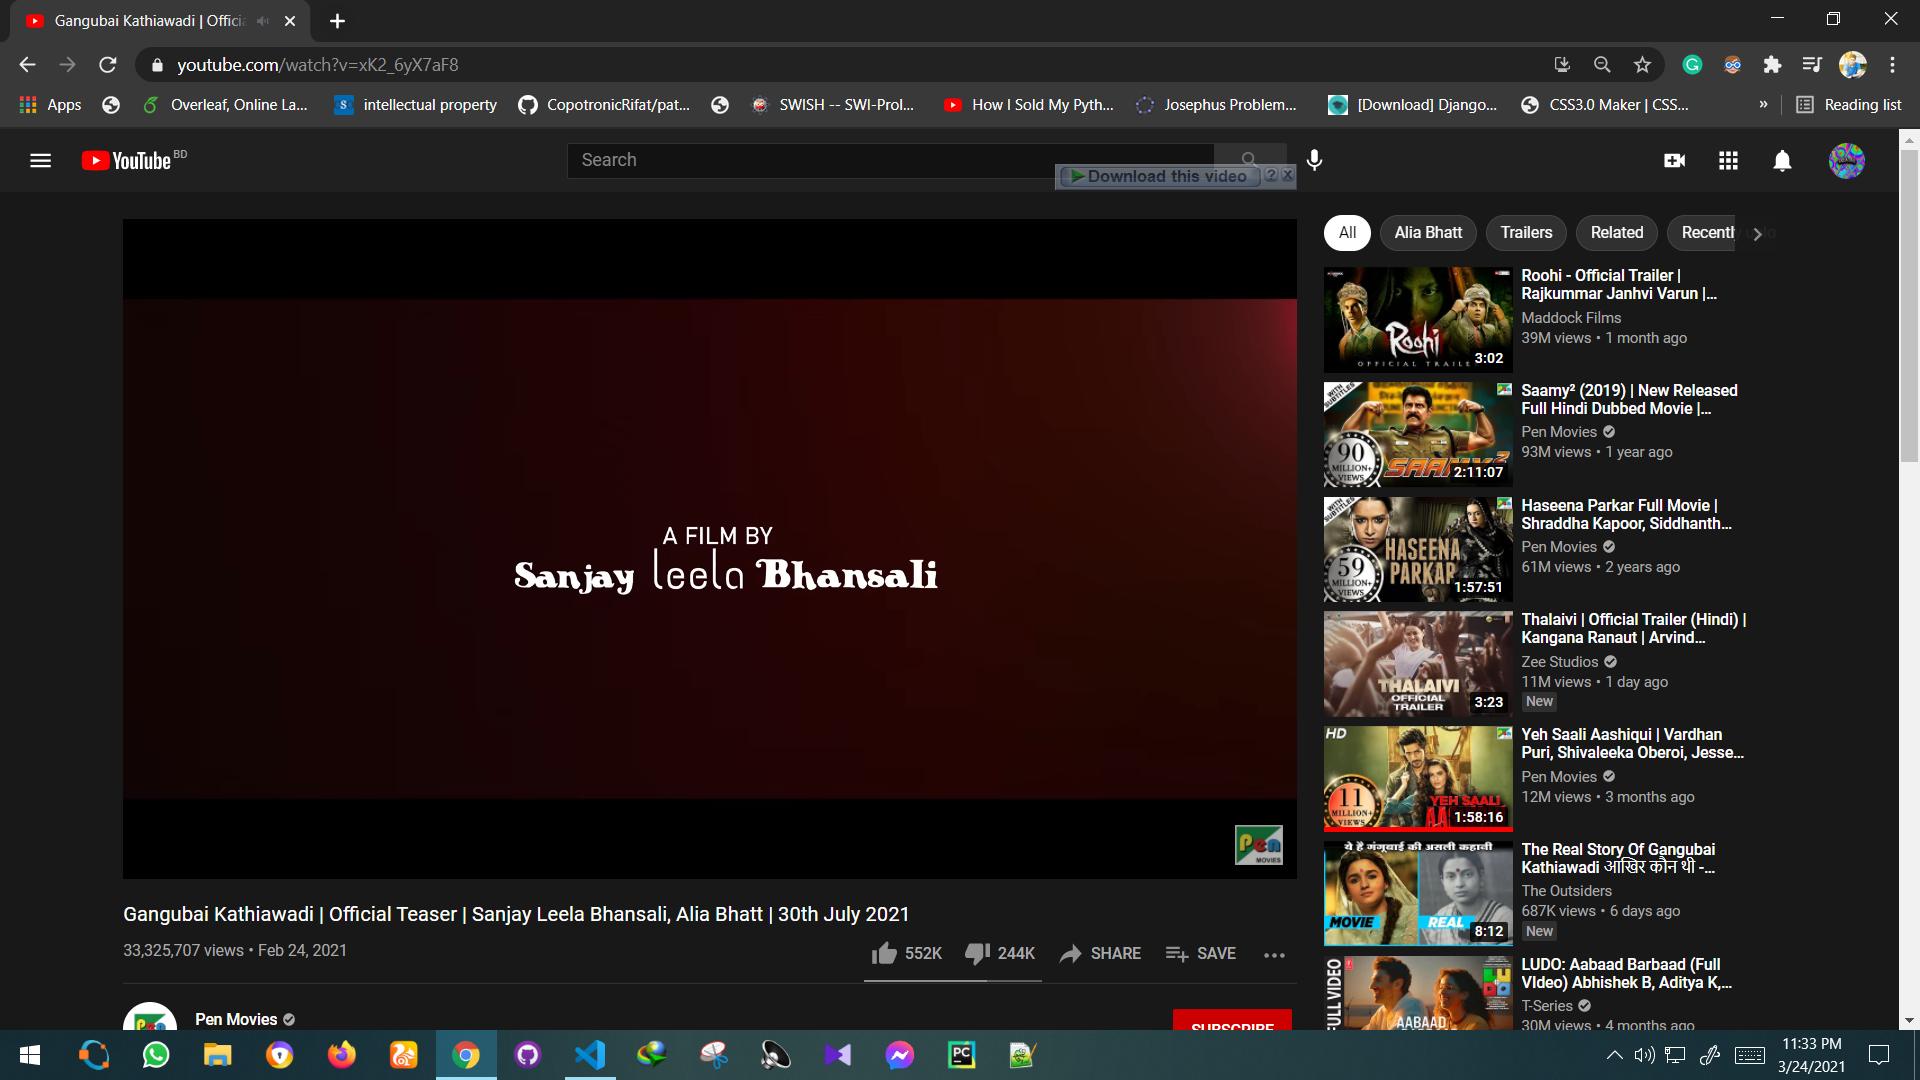 Gangubai Kathiawadi | Officia
youtube.com/watch?v=xK2_6yX7aF8
Apps
Overleaf, Online La...
intellectual property
CopotronicRifat/pat...
SWISH -- SWI-Prol...
How I Sold My Pyth...
Josephus Problem...
[Download] Django...
CSS3.0 Maker | CSS...
»
Reading list
YouTube BD
Search
Download this video ? x
A FILM BY
Sanjay leela Bhansali
Pen
MOVIES
Gangubai Kathiawadi | Official Teaser | Sanjay Leela Bhansali, Alia Bhatt | 30th July 2021
33,325,707 views • Feb 24, 2021
552K
244K
SHARE
SAVE
Pen Movies
SUBSCRIBE
All
Alia Bhatt
Trailers
Related
Recently
Roohi
OFFICIAL TRAILE
3:02
Roohi - Official Trailer |
Rajkummar Janhvi Varun |...
Maddock Films
39M views • 1 month ago
WITH SUBTITLES
90
MILLION+
VIEWS
SAAMY²
2:11:07
Saamy² (2019) | New Released
Full Hindi Dubbed Movie |...
Pen Movies
93M views • 1 year ago
WITH SUBTITLES
59
MILLION+
VIEWS
HASEENA
PARKAR
1:57:51
Haseena Parkar Full Movie |
Shraddha Kapoor, Siddhanth...
Pen Movies
61M views • 2 years ago
THALAIVI
OFFICIAL
TRAILER
3:23
Thalaivi | Official Trailer (Hindi) |
Kangana Ranaut | Arvind...
Zee Studios
11M views • 1 day ago
New
HD
11
MILLION+
VIEWS
YEH SAALI
AA
1:58:16
Yeh Saali Aashiqui | Vardhan
Puri, Shivaleeka Oberoi, Jesse...
Pen Movies
12M views • 3 months ago
ये है गंगूबाई की असली कहानी
MOVIE
REAL
8:12
The Real Story Of Gangubai
Kathiawadi आखिर कौन थी -...
The Outsiders
687K views • 6 days ago
New
FULL VIDEO
AABAAD
LUDO: Aabaad Barbaad (Full
VIdeo) Abhishek B, Aditya K,...
T-Series
30M views • 4 months ago
PC
11:33 PM
3/24/2021